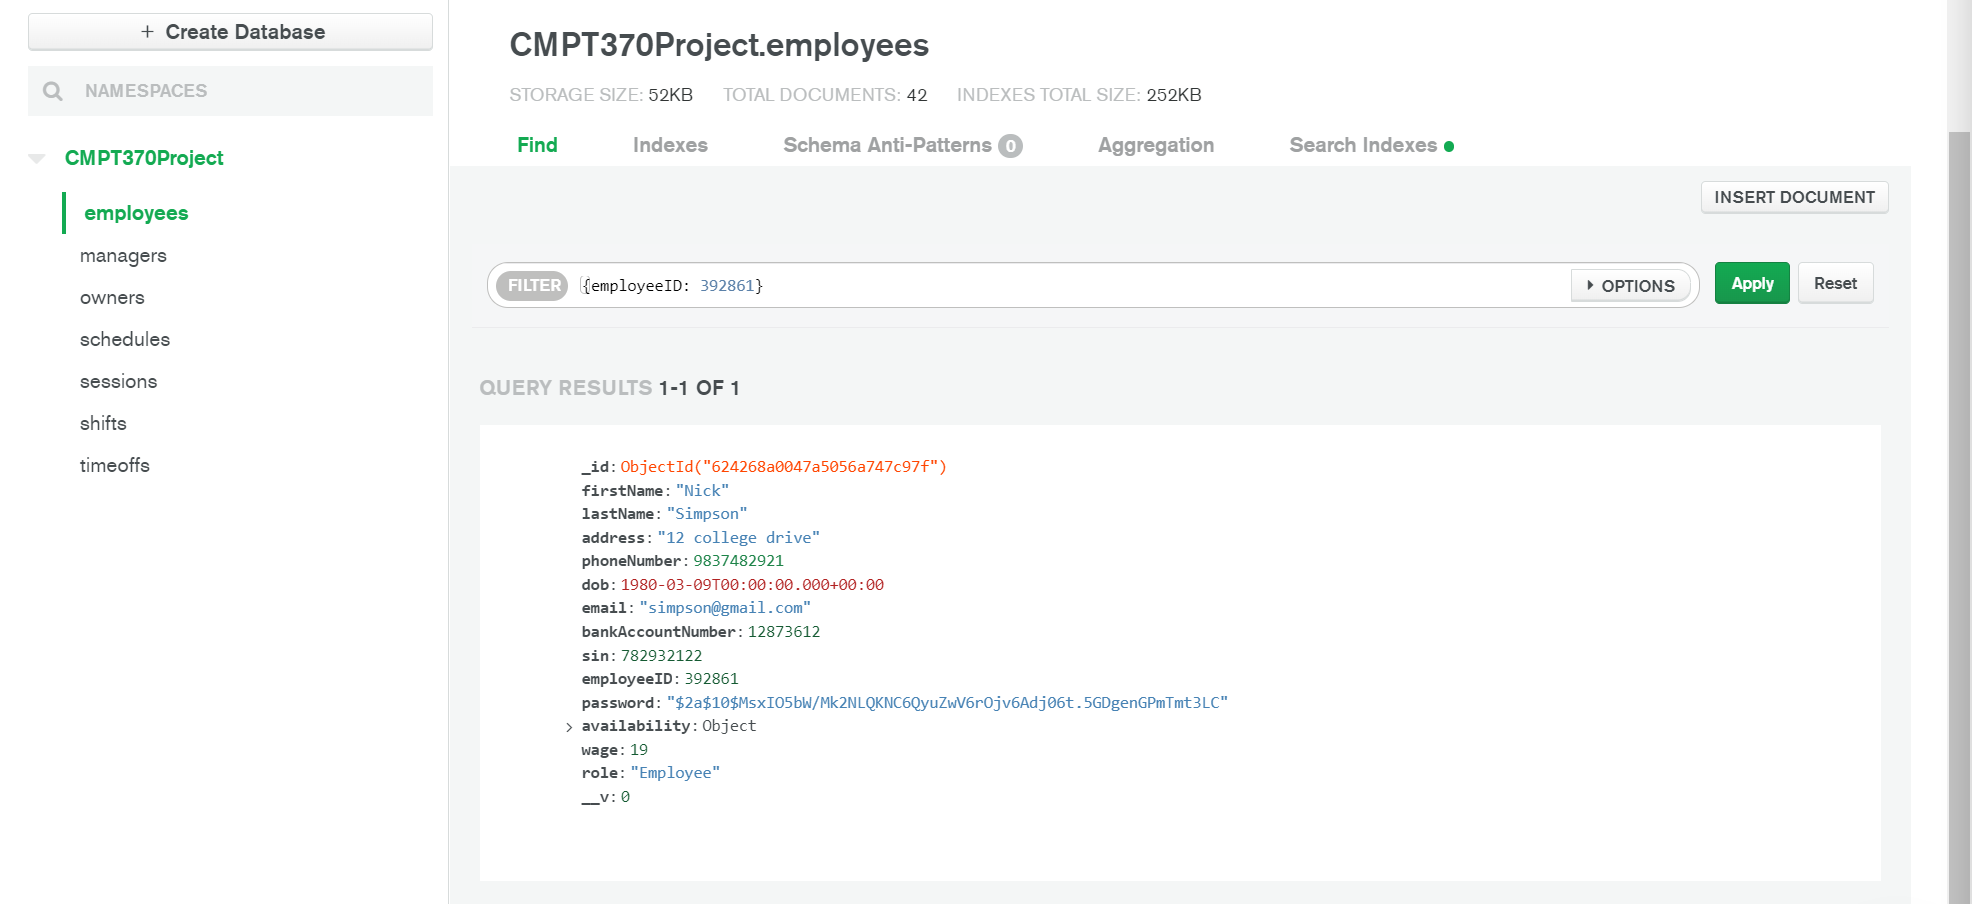 + Create Database
NAMESPACES
CMPT370Project
employees
managers
owners
schedules
sessions
shifts
timeoffs
CMPT370Project.employees
STORAGE SIZE: 52KB TOTAL DOCUMENTS: 42 INDEXES TOTAL SIZE: 252KB
Find Indexes Schema Anti-Patterns 0 Aggregation Search Indexes
INSERT DOCUMENT
FILTER {employeeID: 392861} OPTIONS Apply Reset
QUERY RESULTS 1-1 OF 1
_id: ObjectId("624268a0047a5056a747c97f")
firstName: "Nick"
lastName: "Simpson"
address: "12 college drive"
phoneNumber: 9837482921
dob: 1980-03-09T00:00:00.000+00:00
email: "simpson@gmail.com"
bankAccountNumber: 12873612
sin: 782932122
employeeID: 392861
password: "$2a$10$MsxIO5bW/Mk2NLQKNC6QyuZwV6rOjv6Adj06t.5GDgenGPmTmt3LC"
availability: Object
wage: 19
role: "Employee"
__v: 0